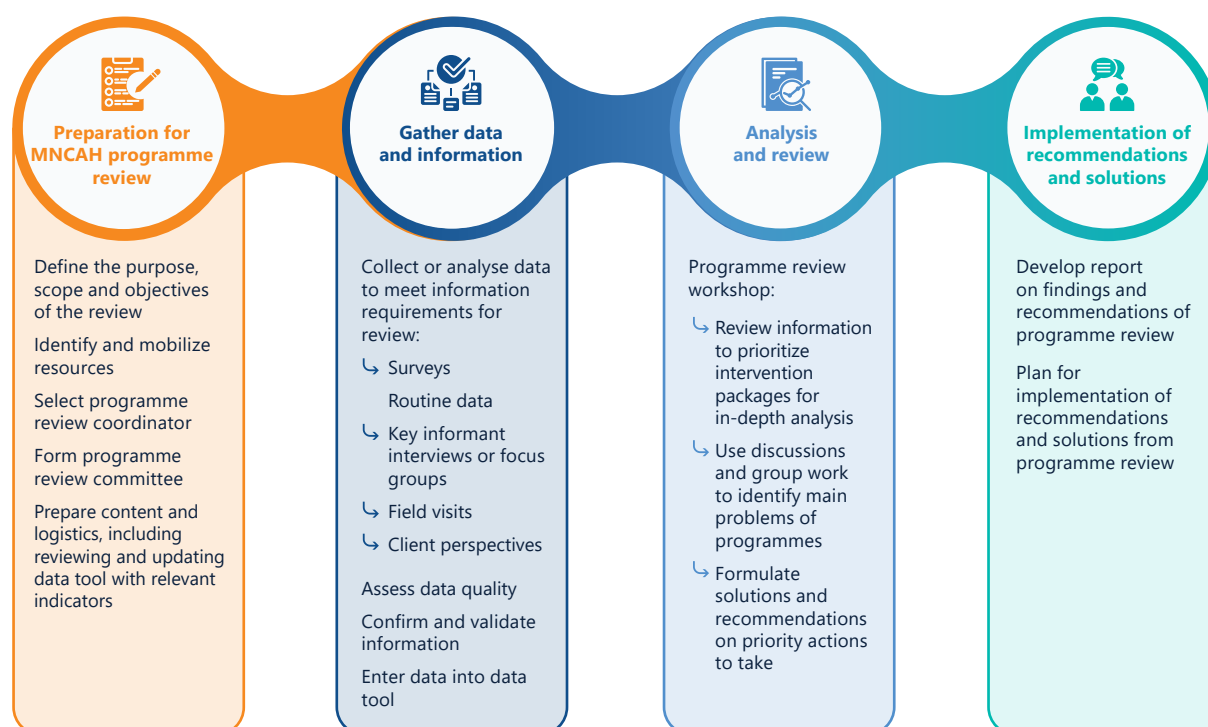 Preparation for
MNCAH programme
review
Define the purpose,
scope and objectives
of the review
Identify and mobilize
resources
Select programme
review coordinator
Form programme
review committee
Prepare content and
logistics, including
reviewing and updating
data tool with relevant
indicators
Gather data
and information
Collect or analyse data
to meet information
requirements for
review:
Surveys
Routine data
Key informant
interviews or focus
groups
Field visits
Client perspectives
Assess data quality
Confirm and validate
information
Enter data into data
tool
Analysis
and review
Programme review
workshop:
Review information
to prioritize
intervention
packages for
in-depth analysis
Use discussions
and group work
to identify main
problems of
programmes
Formulate
solutions and
recommendations
on priority actions
to take
Implementation of
recommendations
and solutions
Develop report
on findings and
recommendations of
programme review
Plan for
implementation of
recommendations
and solutions from
programme review